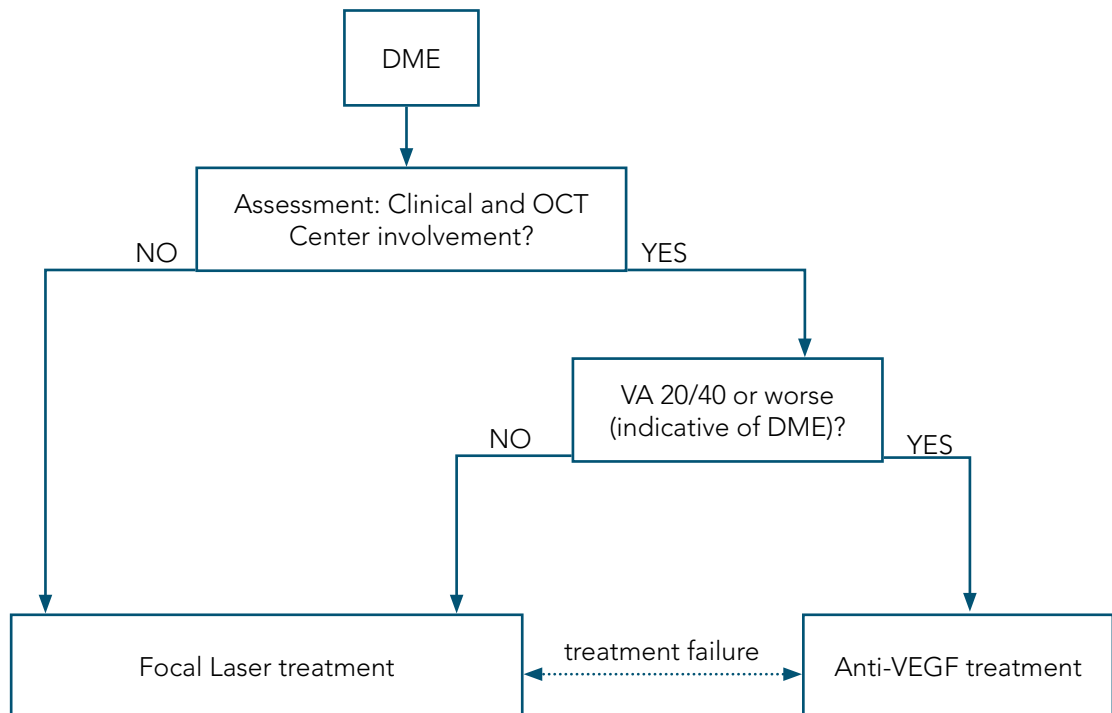 DME
Assessment: Clinical and OCT
Center involvement?
NO
YES
VA 20/40 or worse
(indicative of DME)?
NO
YES
Focal Laser treatment
treatment failure
Anti-VEGF treatment